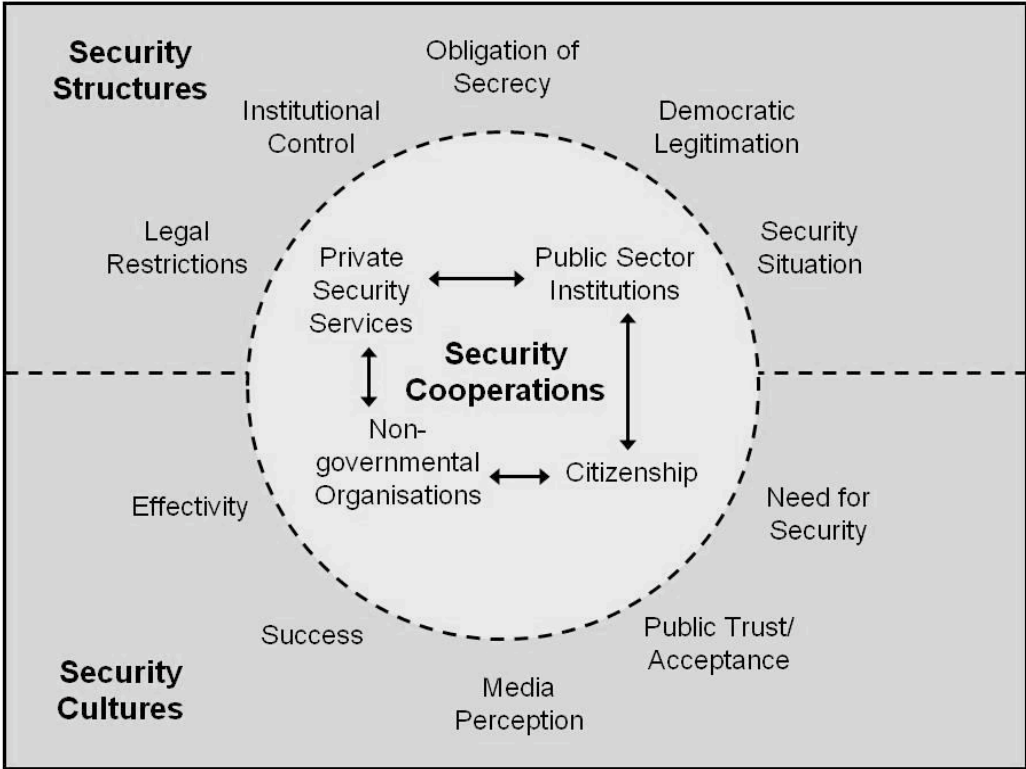 Security
Structures
Obligation of
Secrecy
Institutional
Control
Democratic
Legitimation
Legal
Restrictions
Security
Situation
Private
Security
Services
Public Sector
Institutions
Security
Cooperations
Non-
governmental
Organisations
Citizenship
Effectivity
Need for
Security
Success
Public Trust/
Acceptance
Media
Perception
Security
Cultures